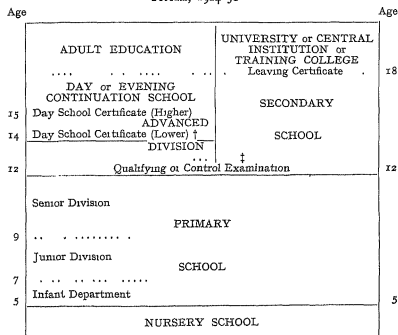 Age
Age
ADULT EDUCATION
UNIVERSITY or CENTRAL
INSTITUTION or
TRAINING COLLEGE
Leaving Certificate
18
DAY or EVENING
CONTINUATION SCHOOL
15 Day School Certificate (Higher)
ADVANCED
14 Day School Certificate (Lower) †
DIVISION
SECONDARY
SCHOOL
‡
12 Qualifying or Control Examination 12
Senior Division
PRIMARY
9
Junior Division
SCHOOL
7
Infant Department
5 5
NURSERY SCHOOL